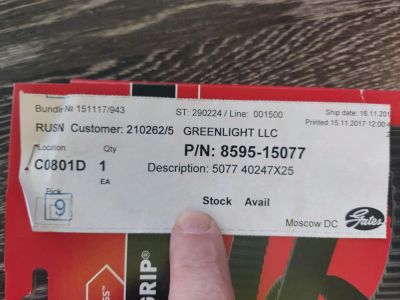 Bundle № 151117/943 ST: 290224 / Line: 001500 Ship date: 16.11.201
RUSN Customer: 210262/5 GREENLIGHT LLC Printed 15.11.2017 12:00:4
Location Qty P/N: 8595-15077
C0801D 1 Description: 5077 40247X25
EA
Pick
9 Stock Avail
Moscow DC Gates
GRIP®